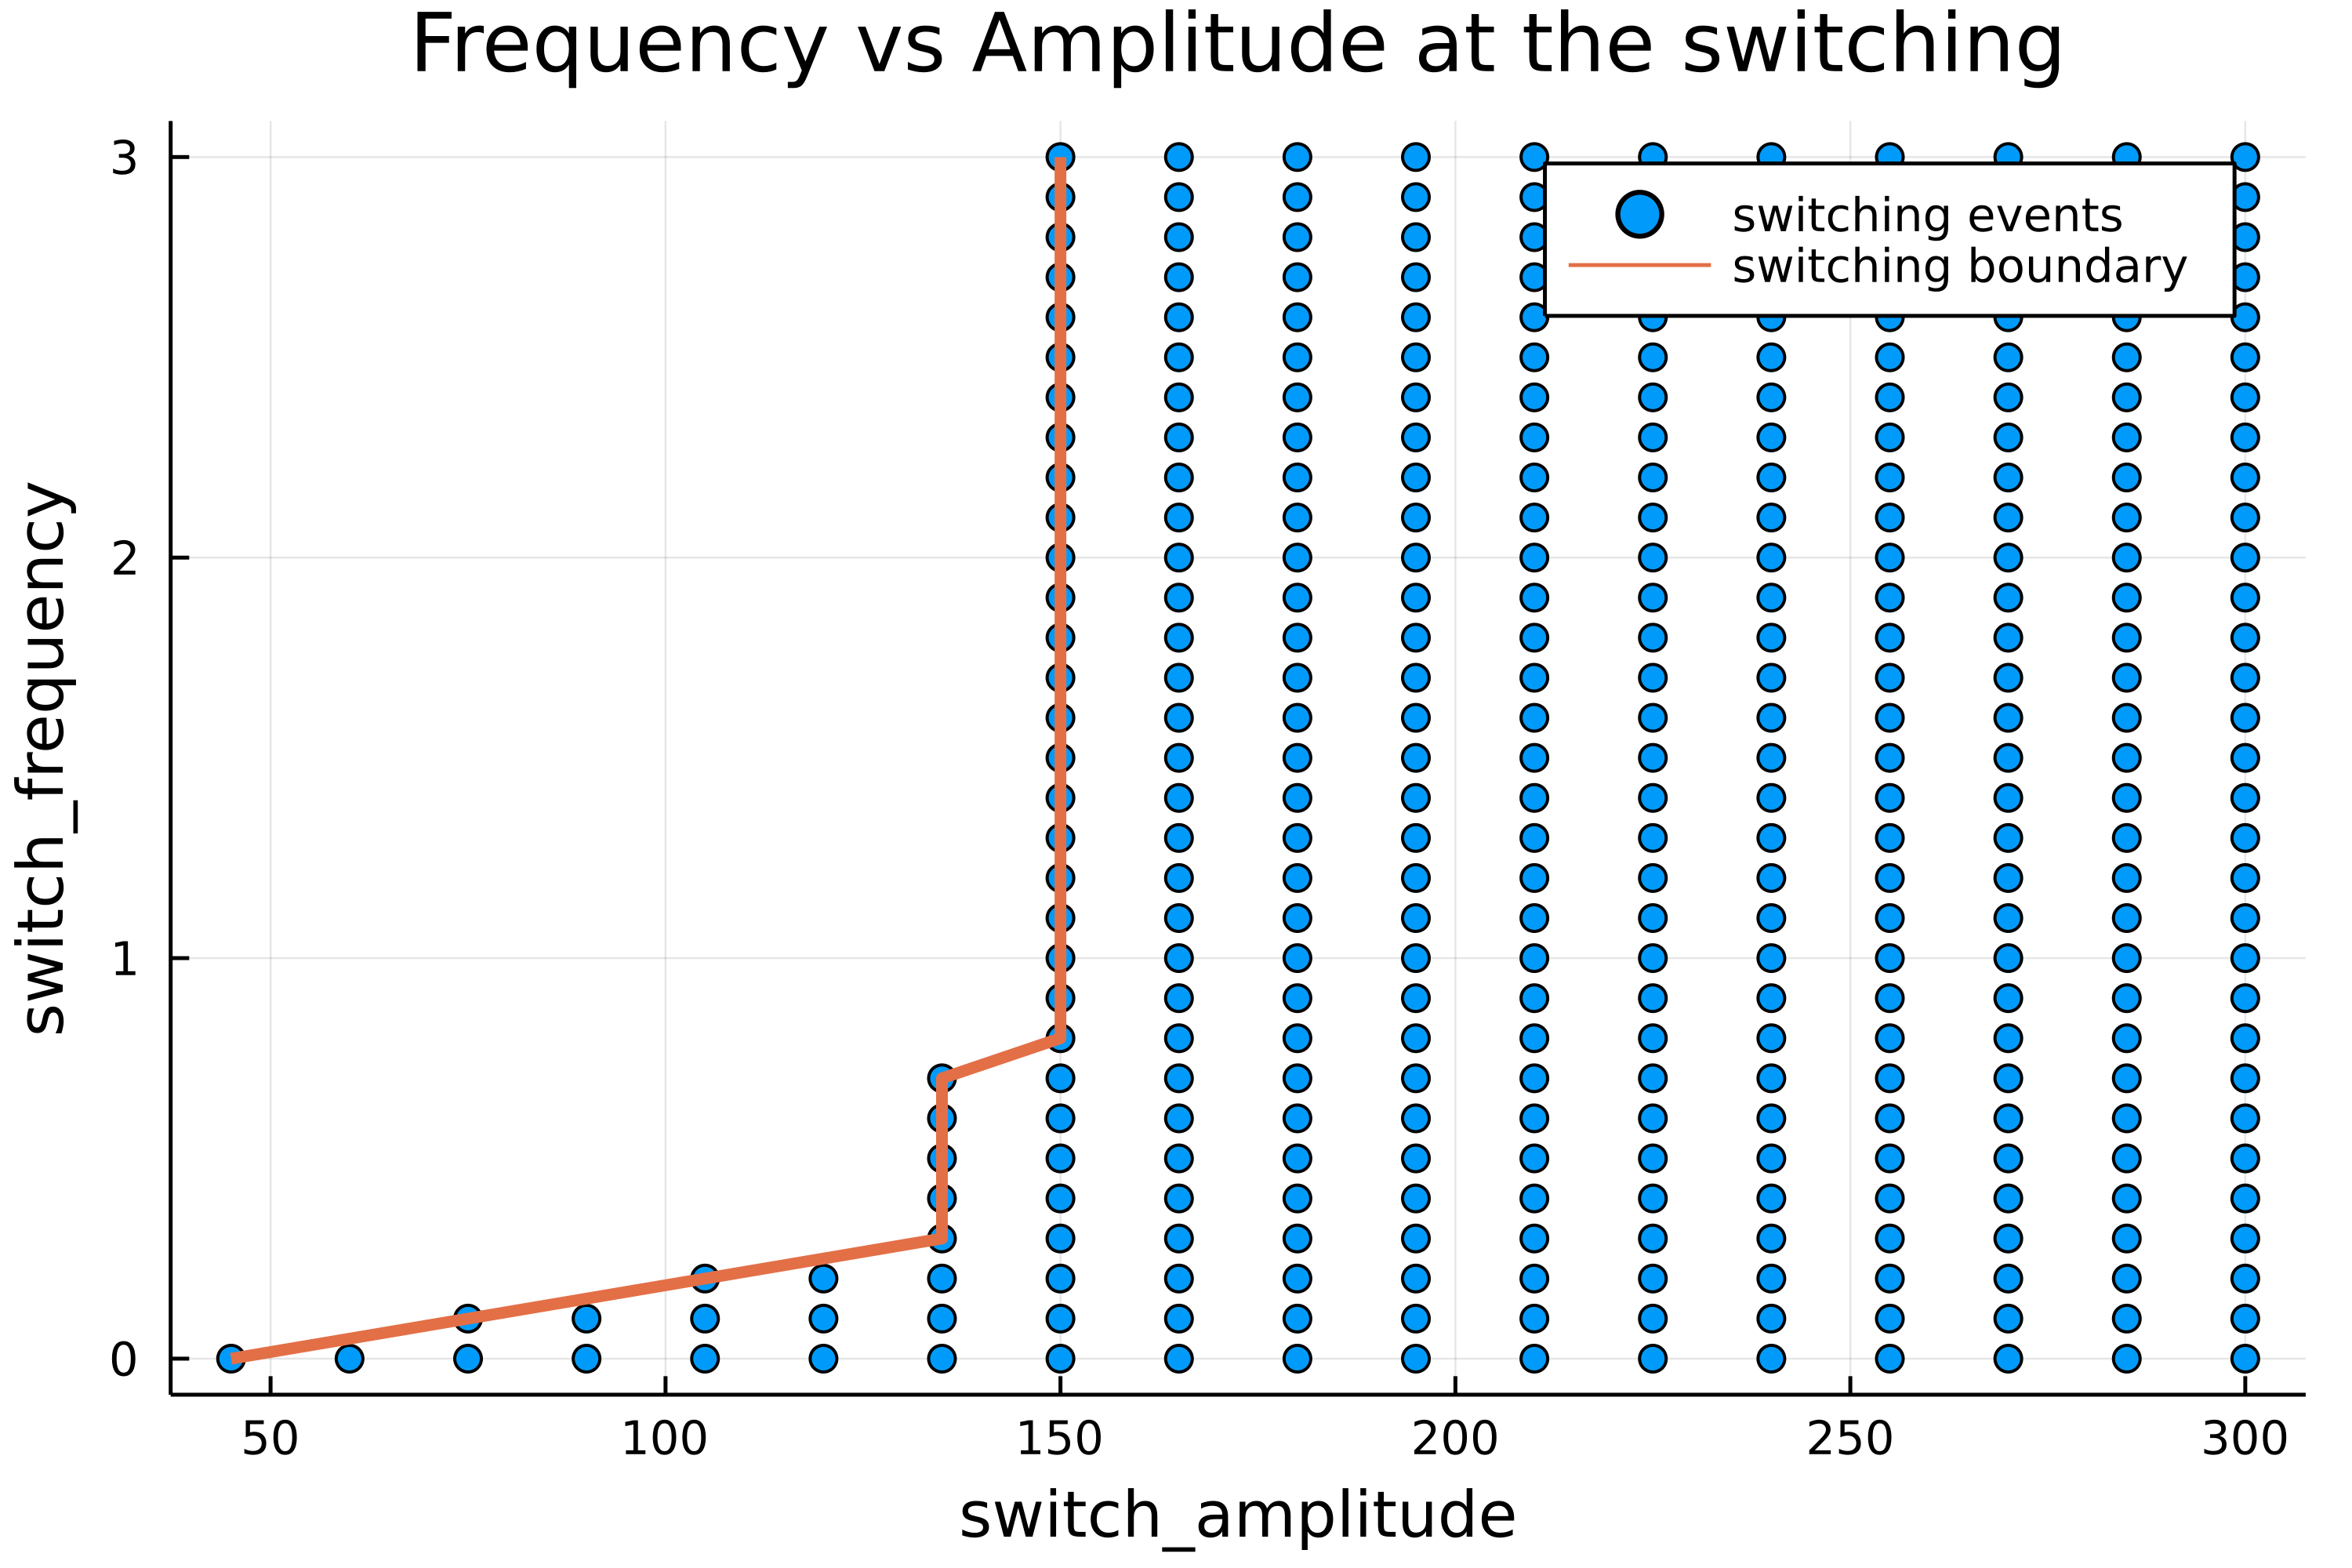 Frequency vs Amplitude at the switching
3
2
1
0
switch_frequency
switching events
switching boundary
50 100 150 200 250 300
switch_amplitude